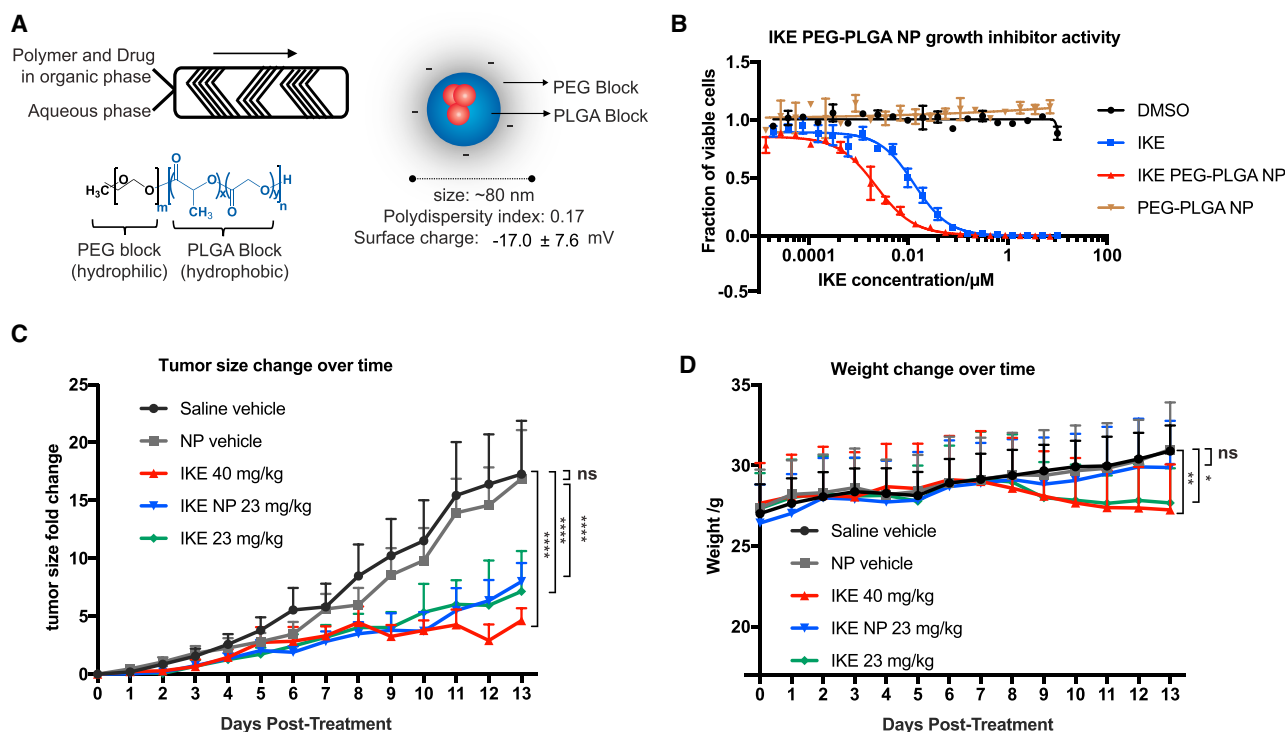 A
Polymer and Drug
in organic phase
Aqueous phase
PEG Block
PLGA Block
size: ~80 nm
Polydispersity index: 0.17
Surface charge: -17.0 ± 7.6 mV
H₃C
O
O
m
O
O
x
CH₃
O
O
y
H
n
PEG block
(hydrophilic)
PLGA Block
(hydrophobic)
B
IKE PEG-PLGA NP growth inhibitor activity
Fraction of viable cells
1.5
1.0
0.5
0.0
-0.5
0.0001
0.01
1
100
IKE concentration/µM
DMSO
IKE
IKE PEG-PLGA NP
PEG-PLGA NP
C
Tumor size change over time
tumor size fold change
25
20
15
10
5
0
Saline vehicle
NP vehicle
IKE 40 mg/kg
IKE NP 23 mg/kg
IKE 23 mg/kg
ns
****
****
****
0 1 2 3 4 5 6 7 8 9 10 11 12 13
Days Post-Treatment
D
Weight change over time
Weight /g
35
30
25
20
Saline vehicle
NP vehicle
IKE 40 mg/kg
IKE NP 23 mg/kg
IKE 23 mg/kg
ns
*
**
0 1 2 3 4 5 6 7 8 9 10 11 12 13
Days Post-Treatment